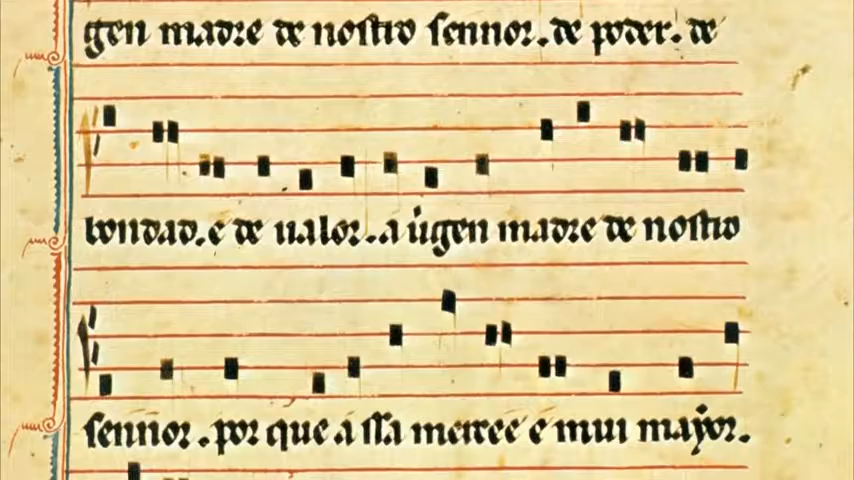 gen madre de nostro sennor. de poder. de
bondad. e de ualor. a uirgen madre de nostro
sennor. por que a ssa mercee e mui mayor.